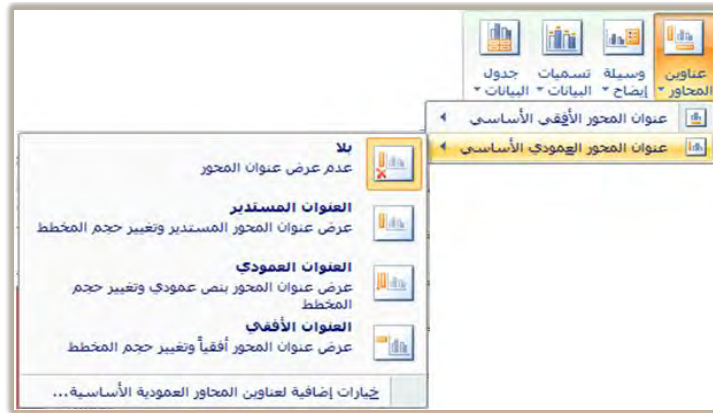 عناوين المحاور
وسيلة إيضاح
تسميات البيانات
جدول البيانات
عنوان المحور الأفقي الأساسي
عنوان المحور العمودي الأساسي
بلا
عدم عرض عنوان المحور
العنوان المستدير
عرض عنوان المحور المستدير وتغيير حجم المخطط
العنوان العمودي
عرض عنوان المحور بنص عمودي وتغيير حجم
المخطط
العنوان الأفقي
عرض عنوان المحور أفقياً وتغيير حجم المخطط
خيارات إضافية لعناوين المحاور العمودية الأساسية...